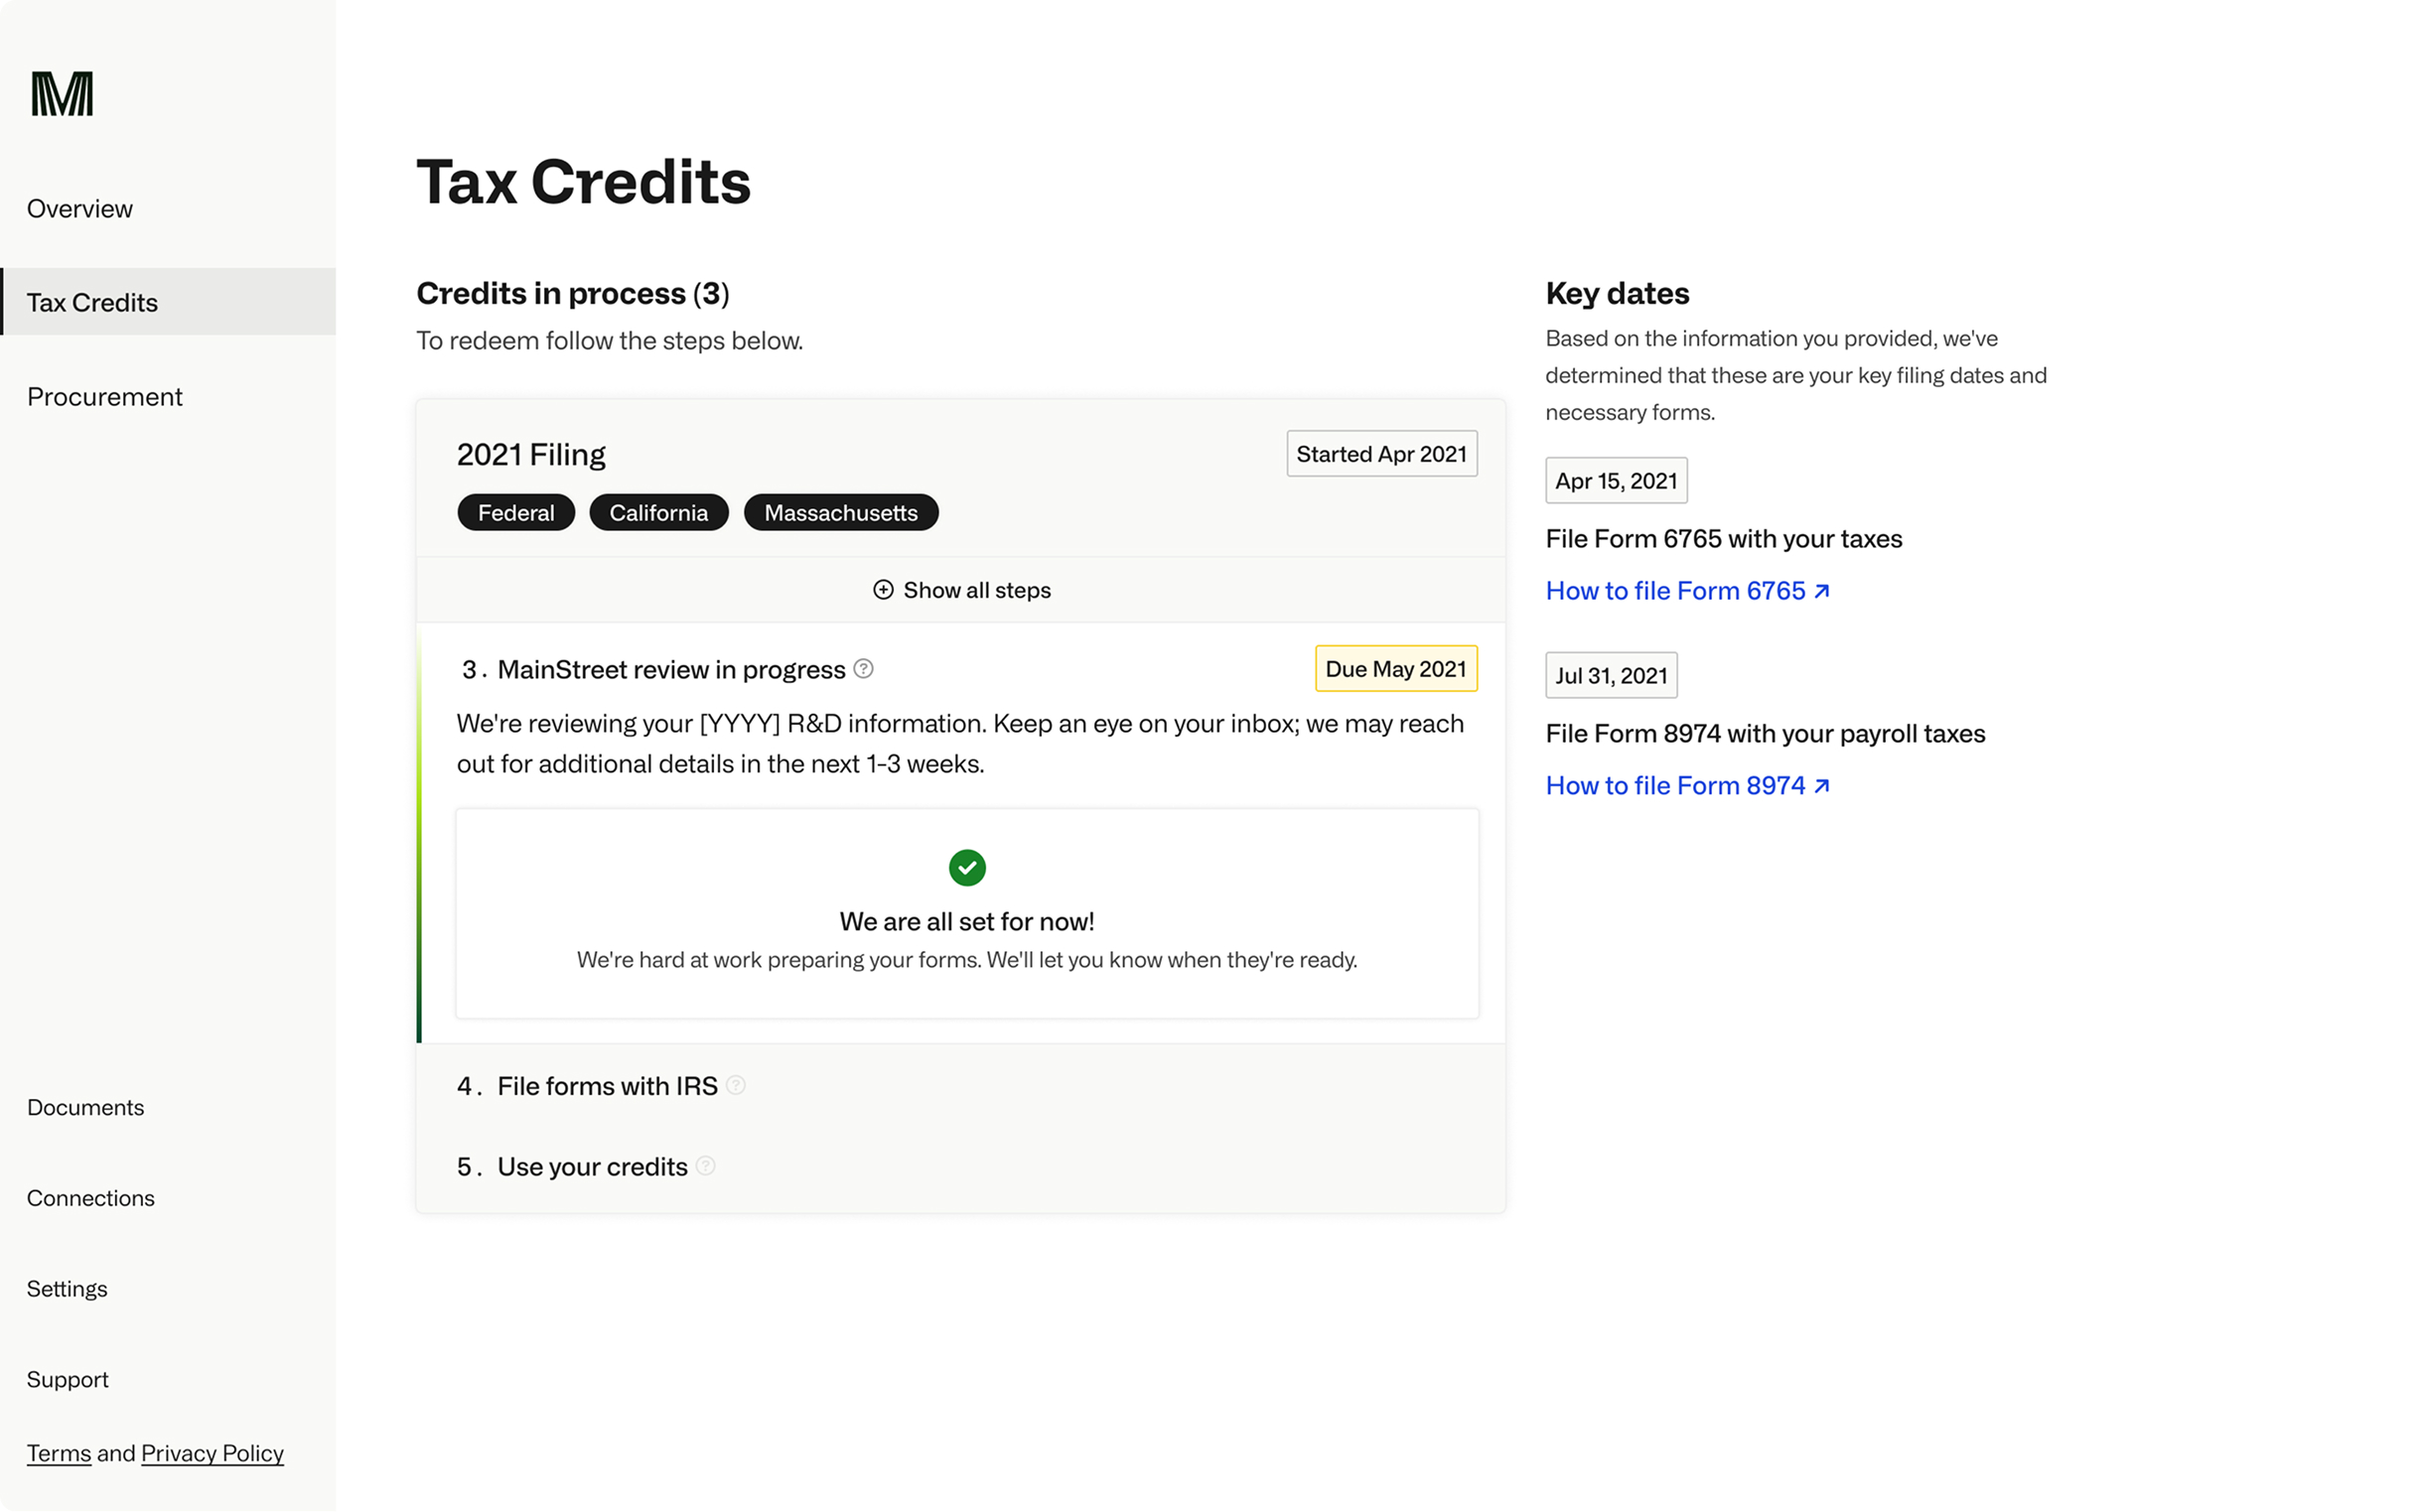 M
Overview
Tax Credits
Procurement
Documents
Connections
Settings
Support
Terms and Privacy Policy
Tax Credits
Credits in process (3)
To redeem follow the steps below.
2021 Filing
Started Apr 2021
Federal
California
Massachusetts
Show all steps
3. MainStreet review in progress ?
Due May 2021
We're reviewing your [YYYY] R&D information. Keep an eye on your inbox; we may reach
out for additional details in the next 1-3 weeks.
We are all set for now!
We're hard at work preparing your forms. We'll let you know when they're ready.
4. File forms with IRS ?
5. Use your credits ?
Key dates
Based on the information you provided, we've
determined that these are your key filing dates and
necessary forms.
Apr 15, 2021
File Form 6765 with your taxes
How to file Form 6765 ↗
Jul 31, 2021
File Form 8974 with your payroll taxes
How to file Form 8974 ↗